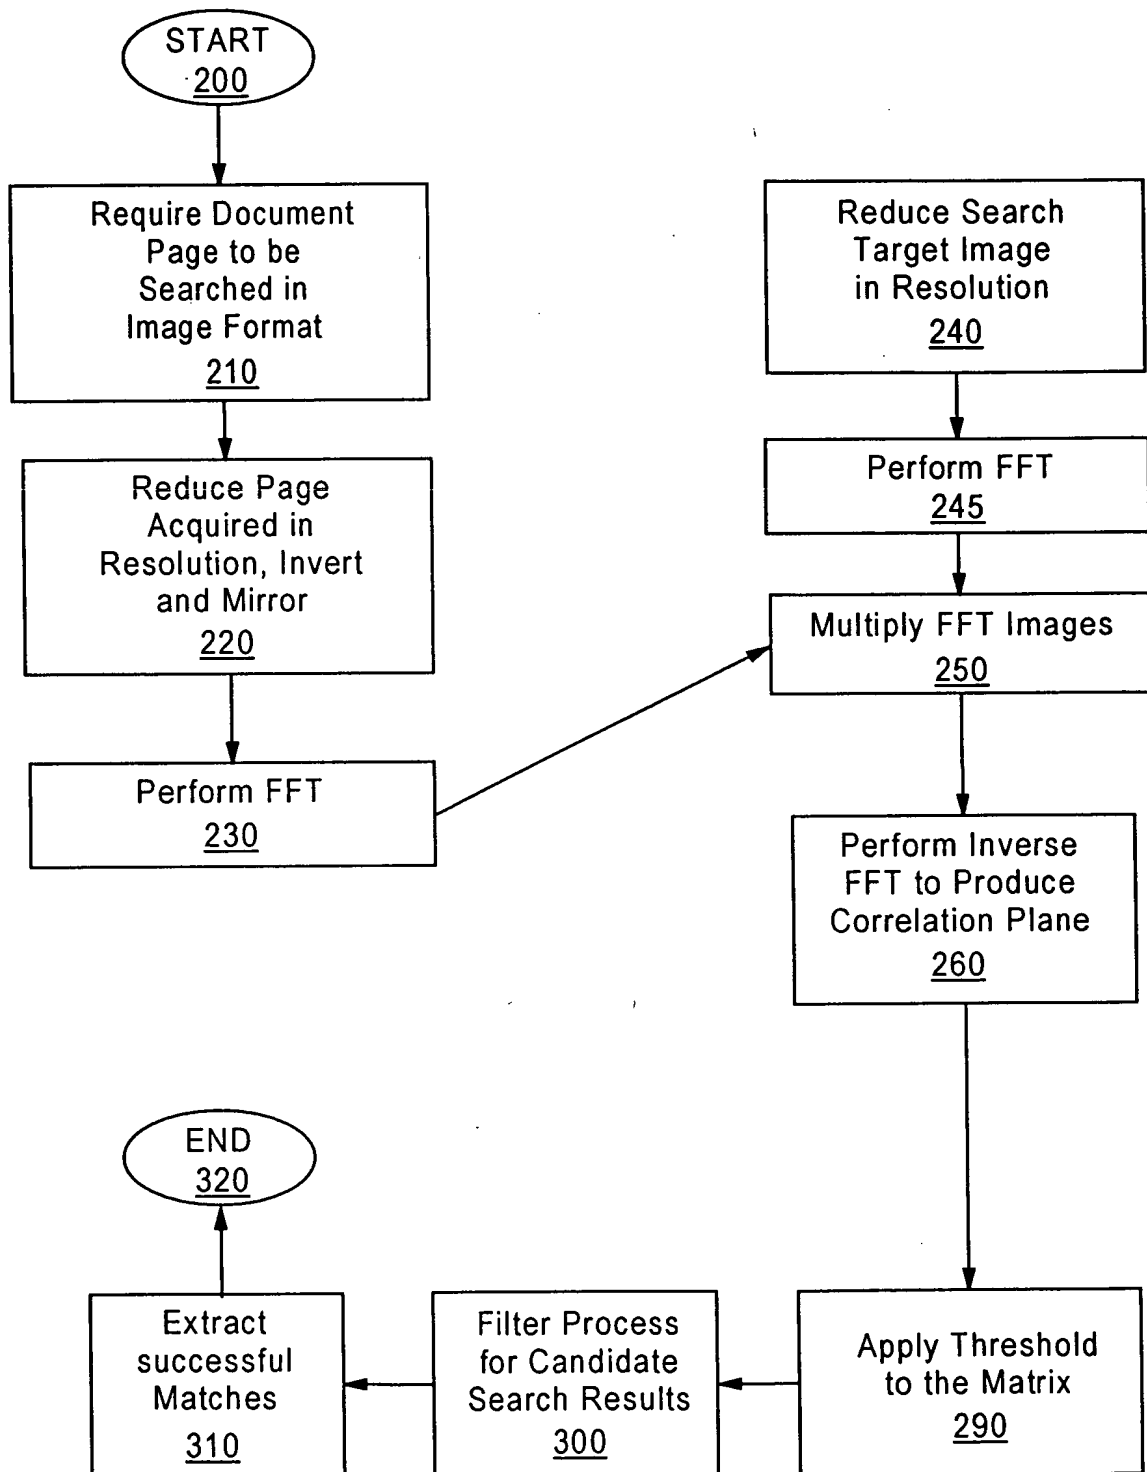 START
200
Require Document
Page to be
Searched in
Image Format
210
Reduce Page
Acquired in
Resolution, Invert
and Mirror
220
Perform FFT
230
Reduce Search
Target Image
in Resolution
240
Perform FFT
245
Multiply FFT Images
250
Perform Inverse
FFT to Produce
Correlation Plane
260
Apply Threshold
to the Matrix
290
Filter Process
for Candidate
Search Results
300
Extract
successful
Matches
310
END
320